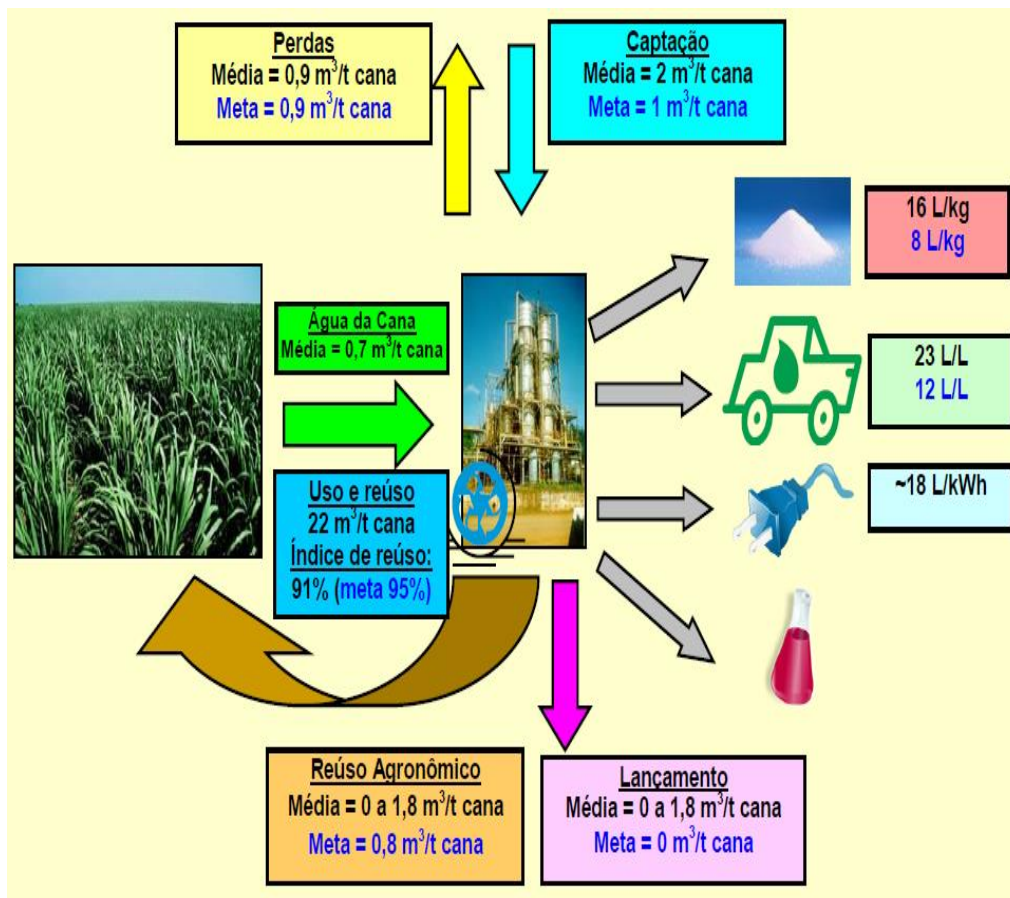 Perdas
Média = 0,9 m³/t cana
Meta = 0,9 m³/t cana
Captação
Média = 2 m³/t cana
Meta = 1 m³/t cana
16 L/kg
8 L/kg
Água da Cana
Média = 0,7 m³/t cana
23 L/L
12 L/L
Uso e reúso
22 m³/t cana
Índice de reúso:
91% (meta 95%)
~18 L/kWh
Reúso Agronômico
Média = 0 a 1,8 m³/t cana
Meta = 0,8 m³/t cana
Lançamento
Média = 0 a 1,8 m³/t cana
Meta = 0 m³/t cana